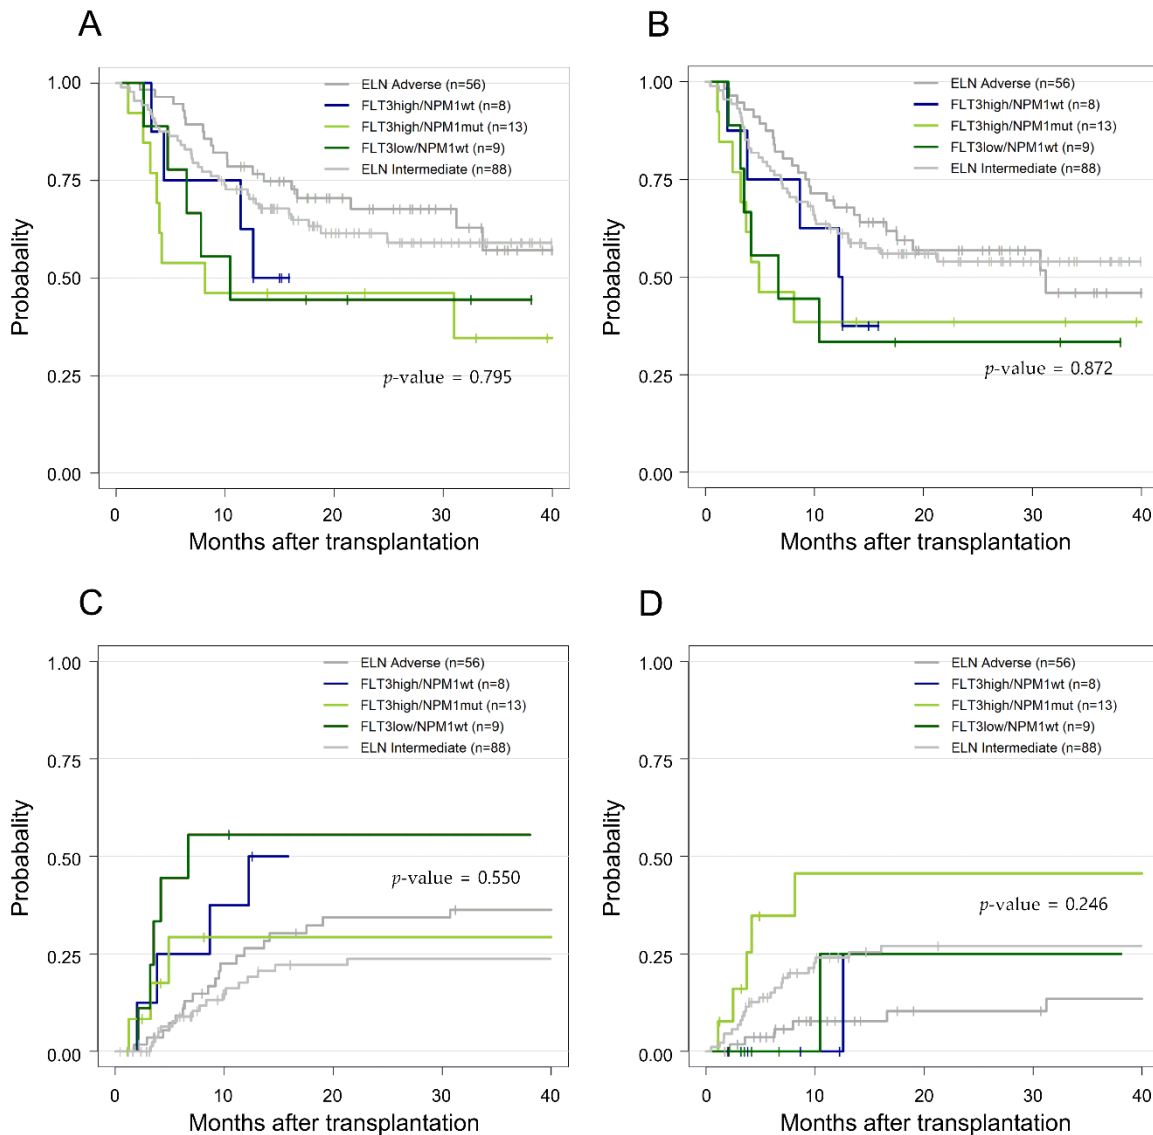 A
1.00
0.75
0.50
0.25
0.00
Probability
ELN Adverse (n=56)
FLT3high/NPM1wt (n=8)
FLT3high/NPM1mut (n=13)
FLT3low/NPM1wt (n=9)
ELN Intermediate (n=88)
p-value = 0.795
0 10 20 30 40
Months after transplantation
B
1.00
0.75
0.50
0.25
0.00
Probability
ELN Adverse (n=56)
FLT3high/NPM1wt (n=8)
FLT3high/NPM1mut (n=13)
FLT3low/NPM1wt (n=9)
ELN Intermediate (n=88)
p-value = 0.872
0 10 20 30 40
Months after transplantation
C
1.00
0.75
0.50
0.25
0.00
Probability
ELN Adverse (n=56)
FLT3high/NPM1wt (n=8)
FLT3high/NPM1mut (n=13)
FLT3low/NPM1wt (n=9)
ELN Intermediate (n=88)
p-value = 0.550
0 10 20 30 40
Months after transplantation
D
1.00
0.75
0.50
0.25
0.00
Probability
ELN Adverse (n=56)
FLT3high/NPM1wt (n=8)
FLT3high/NPM1mut (n=13)
FLT3low/NPM1wt (n=9)
ELN Intermediate (n=88)
p-value = 0.246
0 10 20 30 40
Months after transplantation